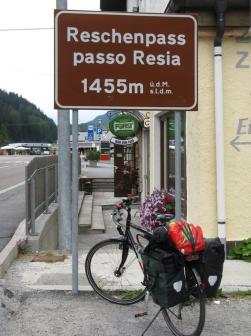 Reschenpass
passo Resia
1455m ü.d.M.
s.l.d.m.